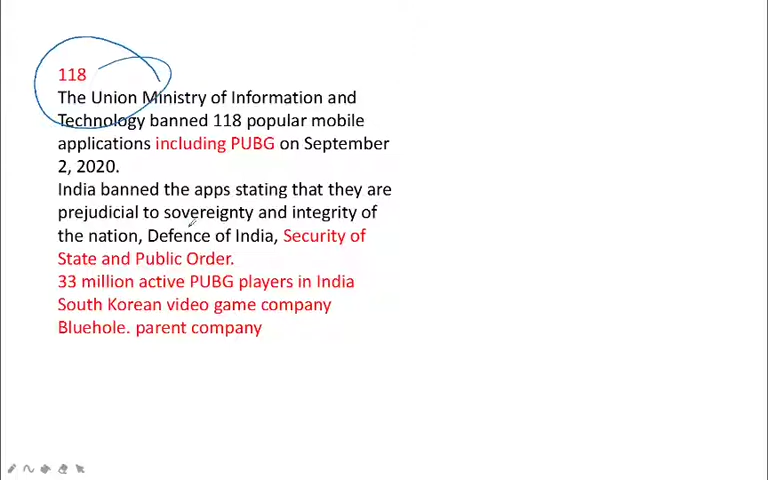 118
The Union Ministry of Information and
Technology banned 118 popular mobile
applications including PUBG on September
2, 2020.
India banned the apps stating that they are
prejudicial to sovereignty and integrity of
the nation, Defence of India, Security of
State and Public Order.
33 million active PUBG players in India
South Korean video game company
Bluehole. parent company